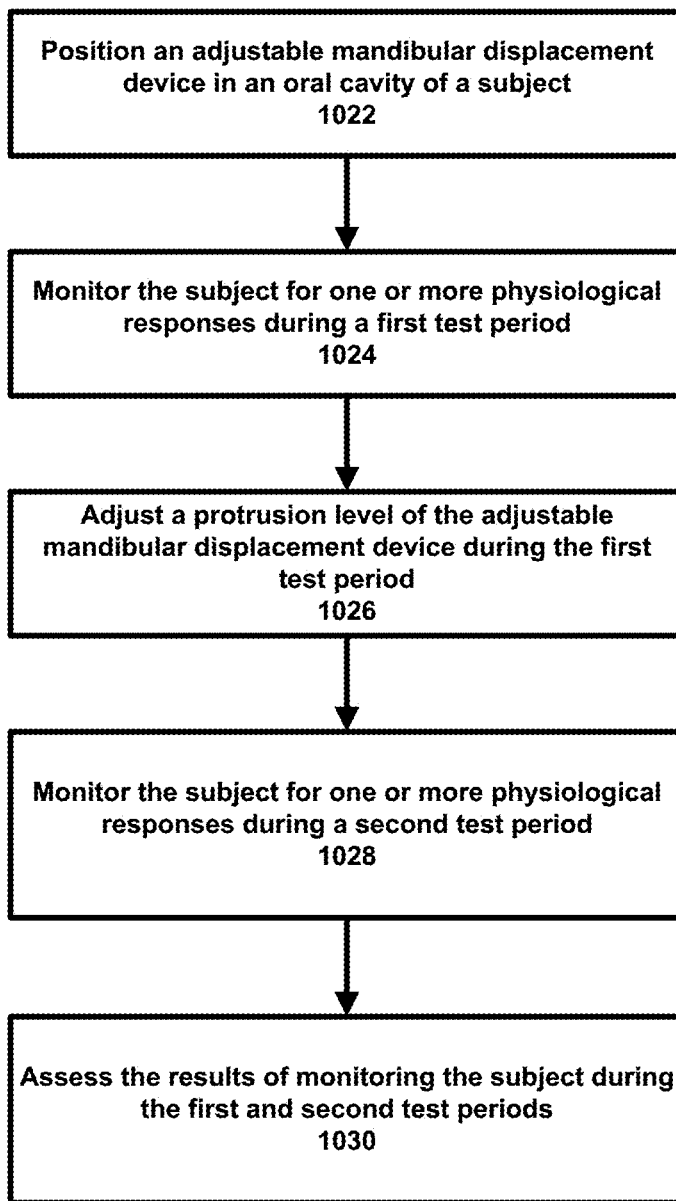 Position an adjustable mandibular displacement
device in an oral cavity of a subject
1022
Monitor the subject for one or more physiological
responses during a first test period
1024
Adjust a protrusion level of the adjustable
mandibular displacement device during the first
test period
1026
Monitor the subject for one or more physiological
responses during a second test period
1028
Assess the results of monitoring the subject during
the first and second test periods
1030